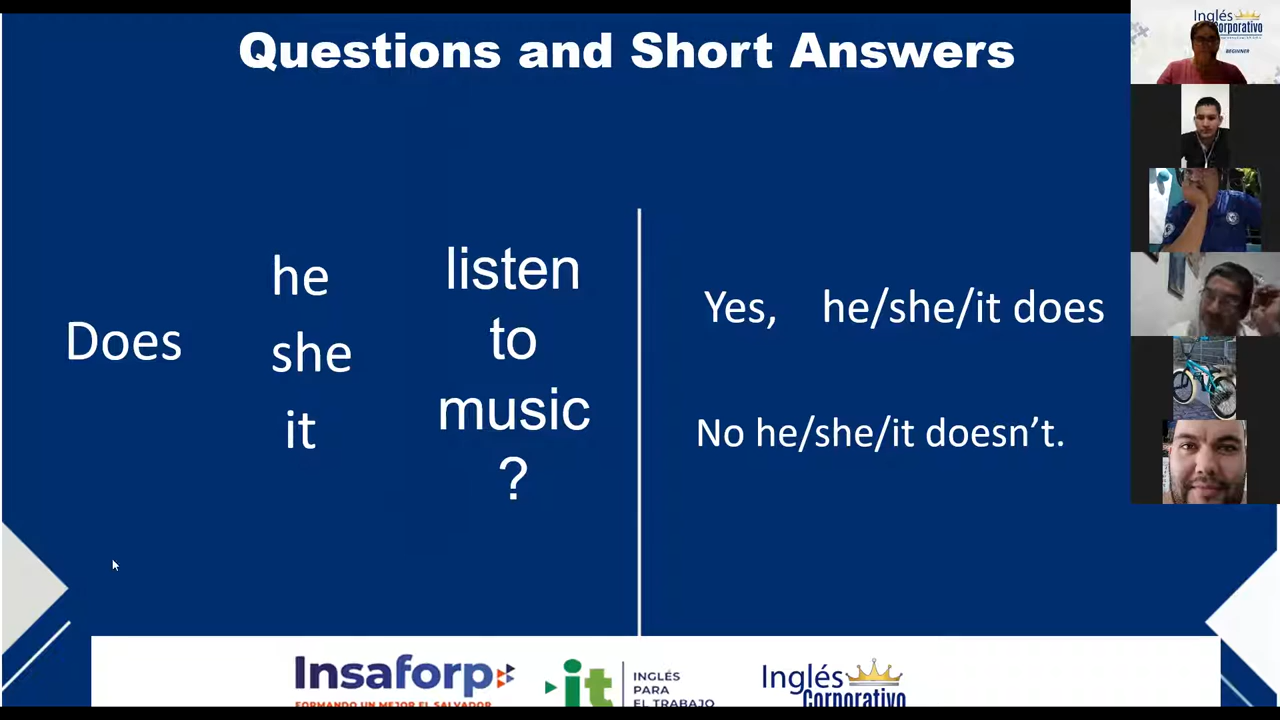 Questions and Short Answers
Does
he
she
it
listen
to
music
?
Yes, he/she/it does
No he/she/it doesn't.
Insaforp
FORMANDO UN MEJOR EL SALVADOR
it
INGLÉS
PARA
EL TRABAJO
Inglés
Corporativo
Inglés
Corporativo
BEGINNER